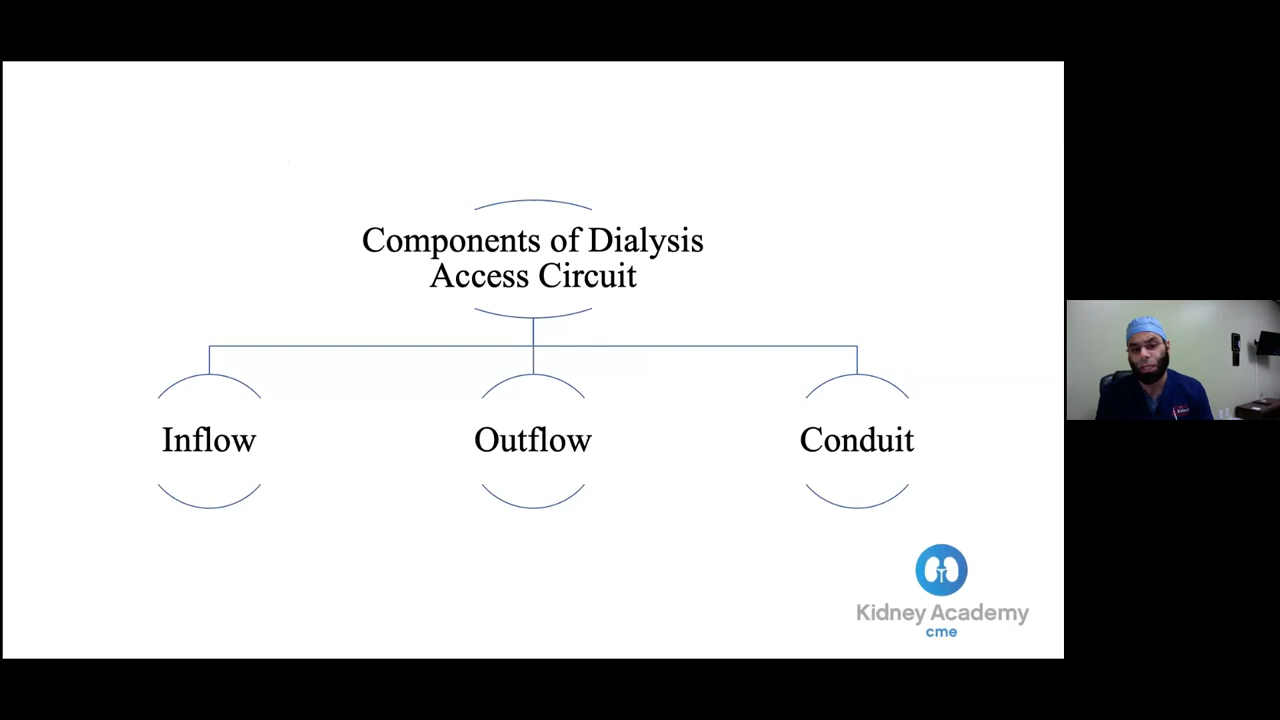 Components of Dialysis
Access Circuit
Inflow
Outflow
Conduit
Kidney Academy
cme